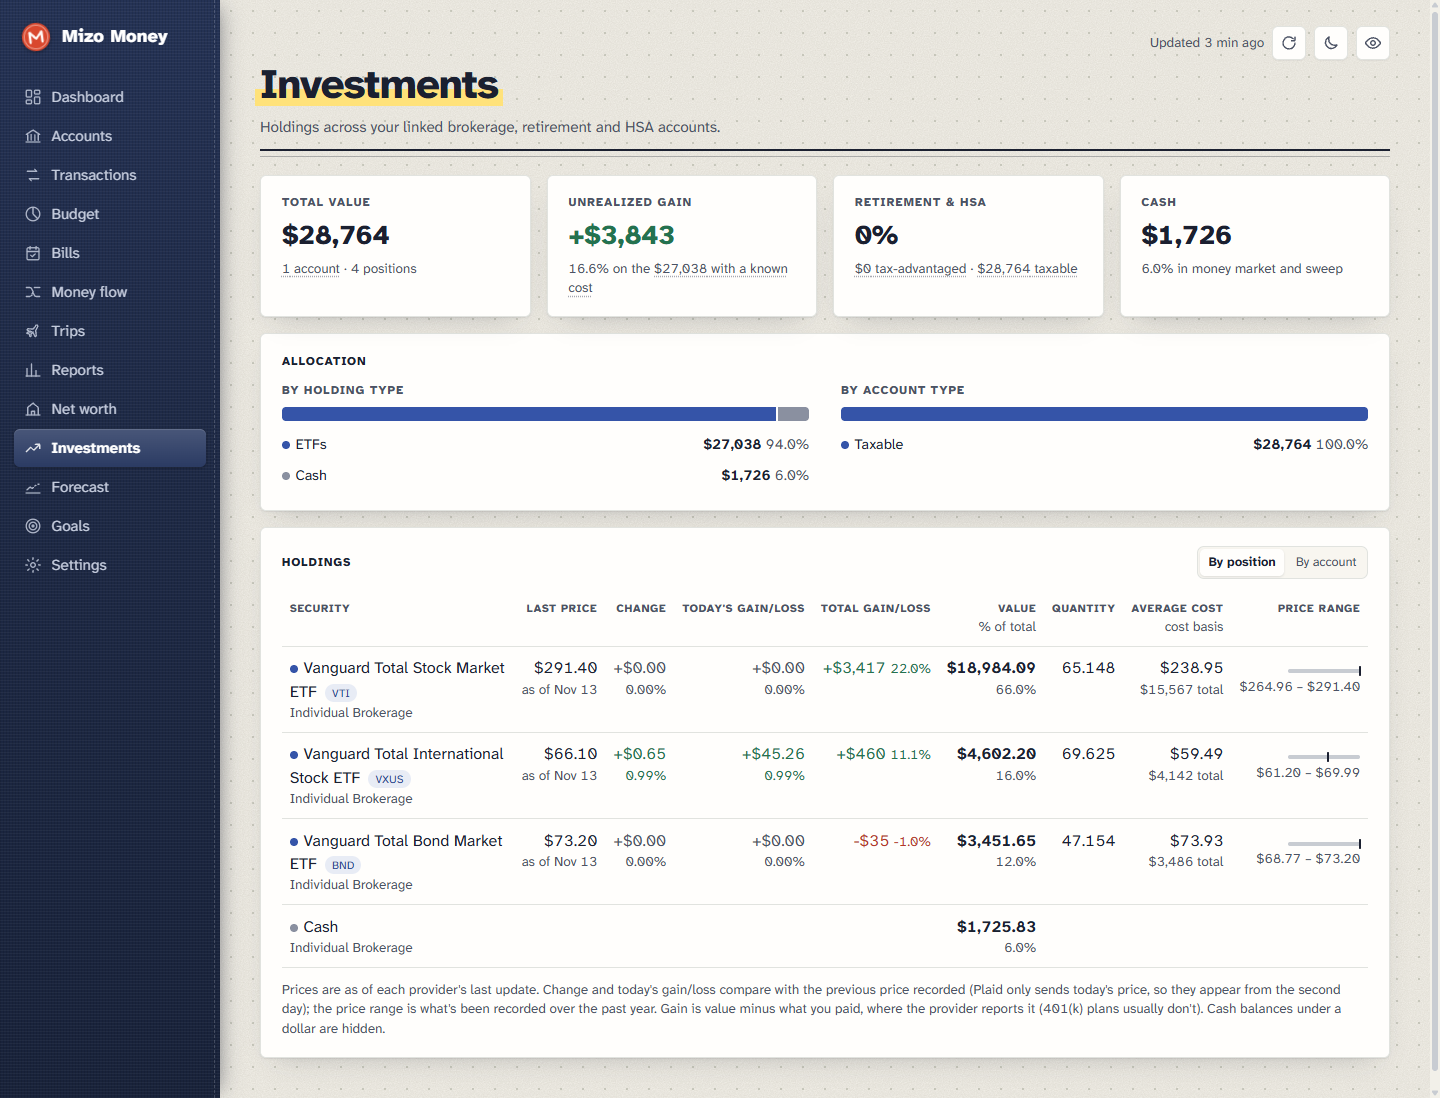 Mizo Money
Dashboard
Accounts
Transactions
Budget
Bills
Money flow
Trips
Reports
Net worth
Investments
Forecast
Goals
Settings
Updated 3 min ago
Investments
Holdings across your linked brokerage, retirement and HSA accounts.
TOTAL VALUE
$28,764
1 account · 4 positions
UNREALIZED GAIN
+$3,843
16.6% on the $27,038 with a known
cost
RETIREMENT & HSA
0%
$0 tax-advantaged · $28,764 taxable
CASH
$1,726
6.0% in money market and sweep
ALLOCATION
BY HOLDING TYPE
ETFs $27,038 94.0%
Cash $1,726 6.0%
BY ACCOUNT TYPE
Taxable $28,764 100.0%
HOLDINGS
By position By account
SECURITY LAST PRICE CHANGE TODAY'S GAIN/LOSS TOTAL GAIN/LOSS VALUE QUANTITY AVERAGE COST PRICE RANGE
% of total cost basis
Vanguard Total Stock Market $291.40 +$0.00 +$0.00 +$3,417 22.0% $18,984.09 65.148 $238.95
ETF VTI as of Nov 13 0.00% 0.00% 66.0% $15,567 total $264.96 – $291.40
Individual Brokerage
Vanguard Total International $66.10 +$0.65 +$45.26 +$460 11.1% $4,602.20 69.625 $59.49
Stock ETF VXUS as of Nov 13 0.99% 0.99% 16.0% $4,142 total $61.20 – $69.99
Individual Brokerage
Vanguard Total Bond Market $73.20 +$0.00 +$0.00 -$35 -1.0% $3,451.65 47.154 $73.93
ETF BND as of Nov 13 0.00% 0.00% 12.0% $3,486 total $68.77 – $73.20
Individual Brokerage
Cash $1,725.83
Individual Brokerage 6.0%
Prices are as of each provider's last update. Change and today's gain/loss compare with the previous price recorded (Plaid only sends today's price, so they appear from the second
day); the price range is what's been recorded over the past year. Gain is value minus what you paid, where the provider reports it (401(k) plans usually don't). Cash balances under a
dollar are hidden.